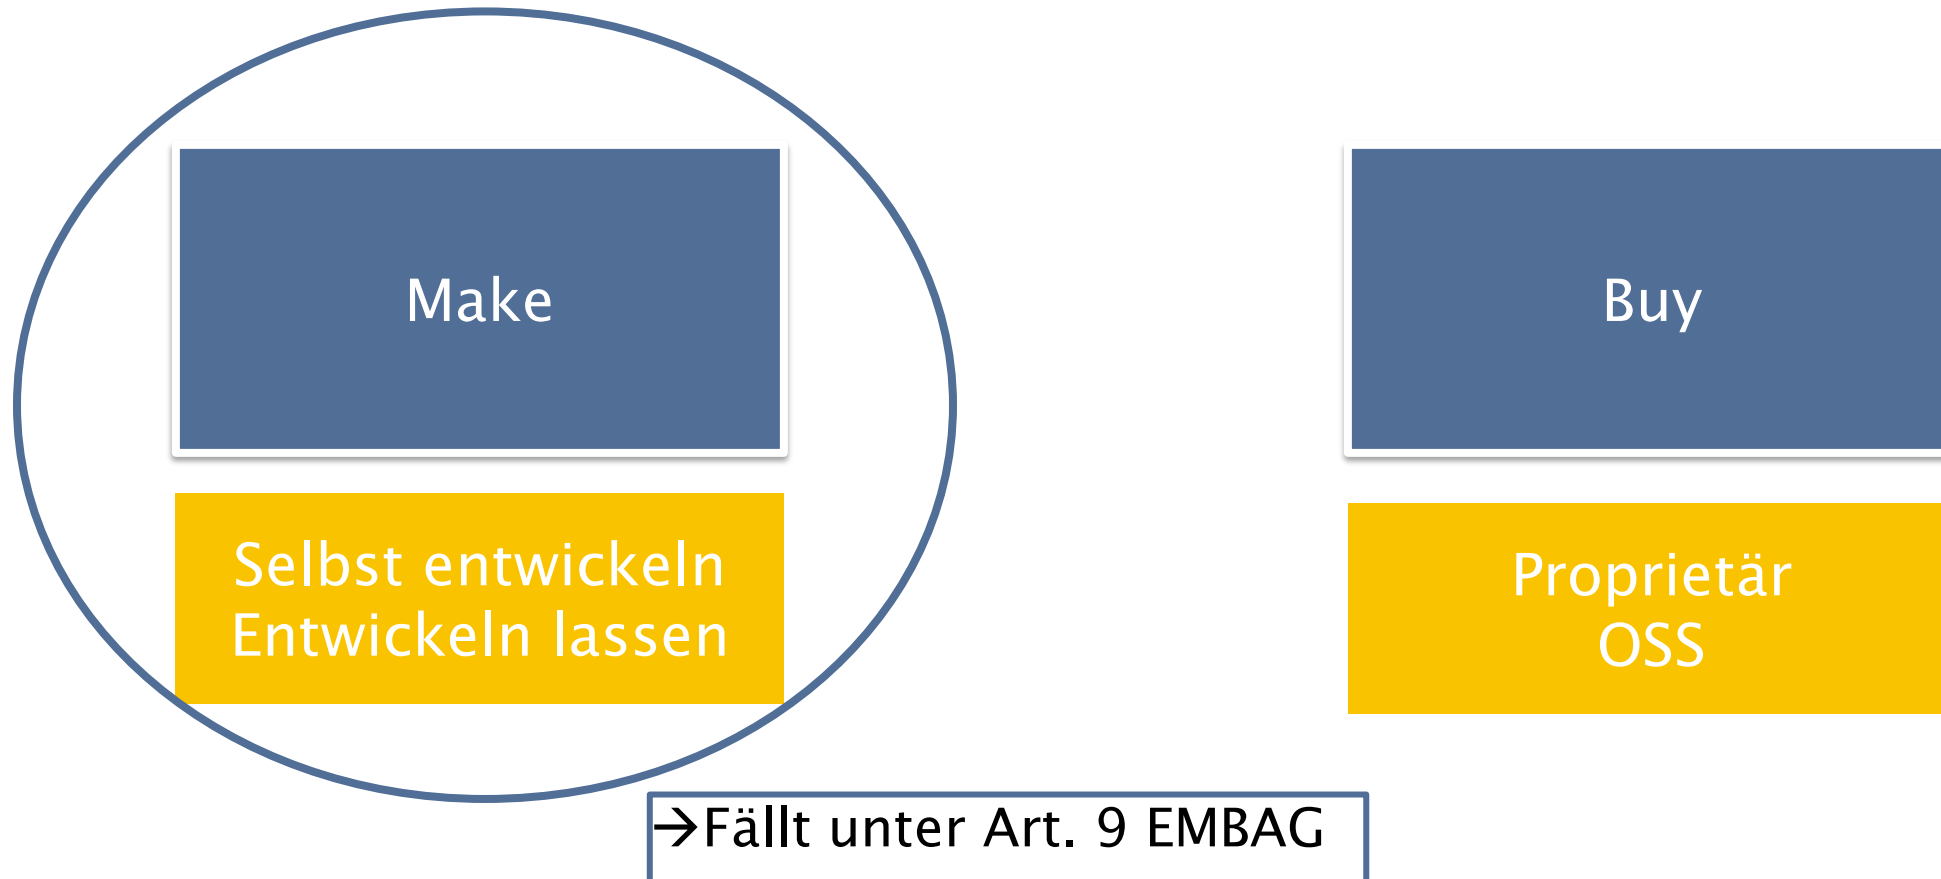 Make
Selbst entwickeln
Entwickeln lassen
Buy
Proprietär
OSS
→Fällt unter Art. 9 EMBAG